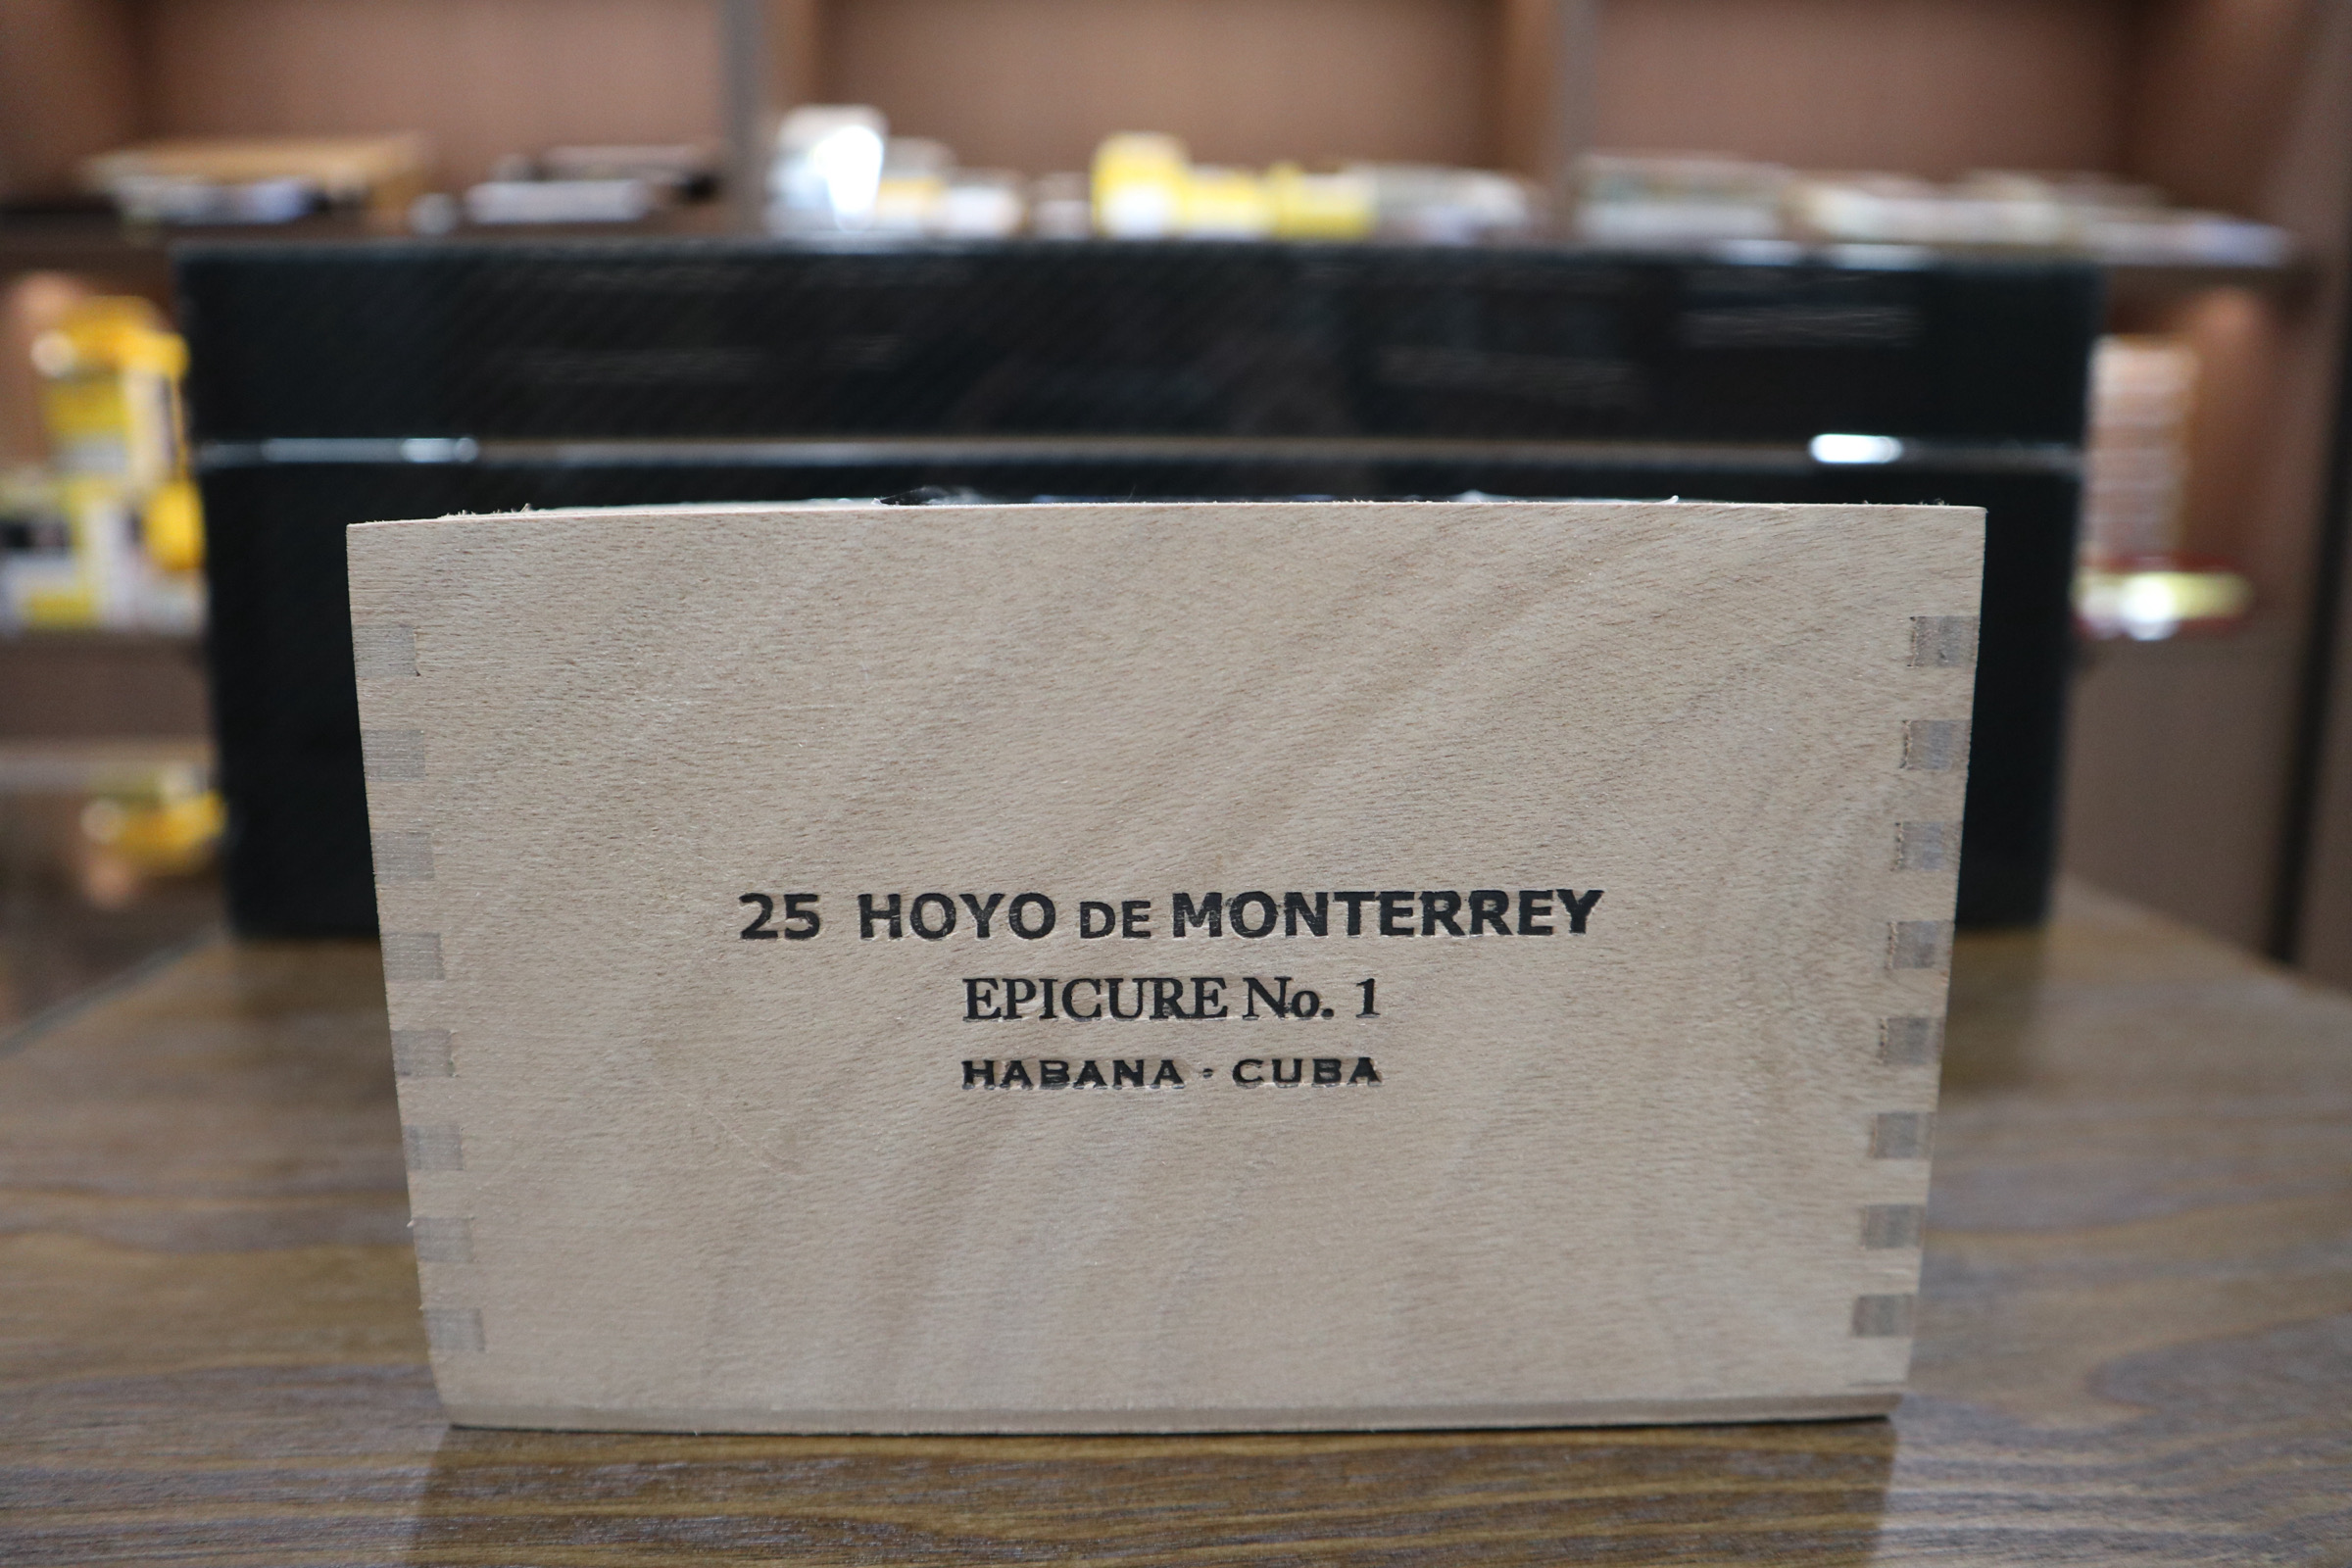 25 HOYO DE MONTERREY
EPICURE No. 1
HABANA · CUBA